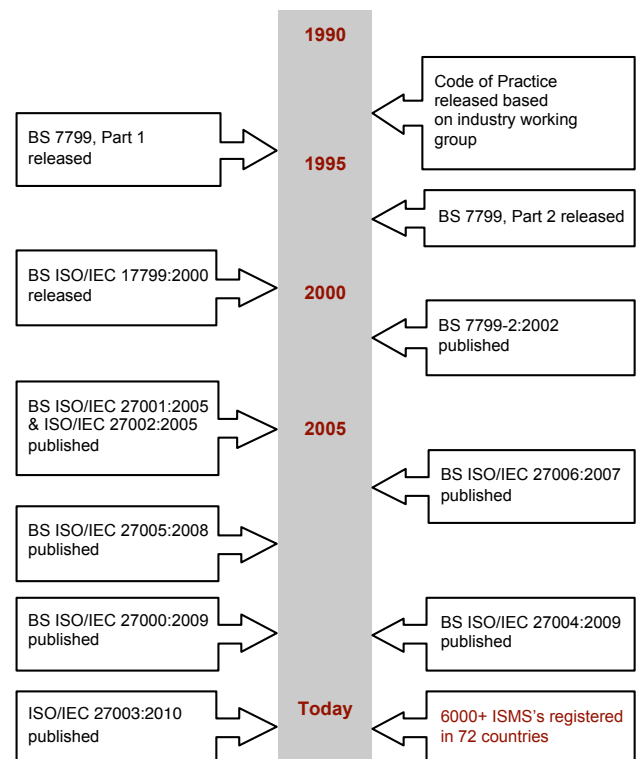 1990
Code of Practice
released based
on industry working
group
BS 7799, Part 1
released
1995
BS 7799, Part 2 released
BS ISO/IEC 17799:2000
released
2000
BS 7799-2:2002
published
BS ISO/IEC 27001:2005
& ISO/IEC 27002:2005
published
2005
BS ISO/IEC 27006:2007
published
BS ISO/IEC 27005:2008
published
BS ISO/IEC 27000:2009
published
BS ISO/IEC 27004:2009
published
ISO/IEC 27003:2010
published
Today
6000+ ISMS's registered
in 72 countries